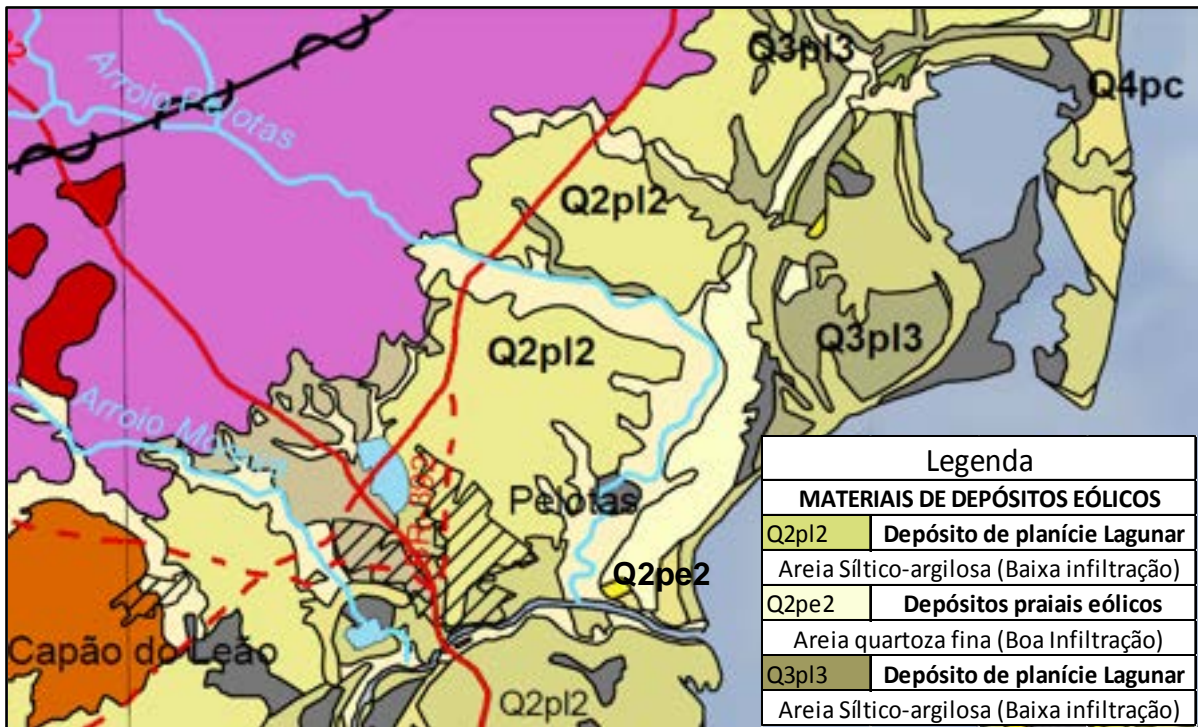 Q3pl3
Q4pc
Arroio Pelotas
Q2pl2
Q2pl2
Q3pl3
Arroio
Pelotas
Q2pe2
Capão do Leão
Q2pl2
Legenda
MATERIAIS DE DEPÓSITOS EÓLICOS
Q2pl2 Depósito de planície Lagunar
Areia Síltico-argilosa (Baixa infiltração)
Q2pe2 Depósitos praiais eólicos
Areia quartoza fina (Boa Infiltração)
Q3pl3 Depósito de planície Lagunar
Areia Síltico-argilosa (Baixa infiltração)